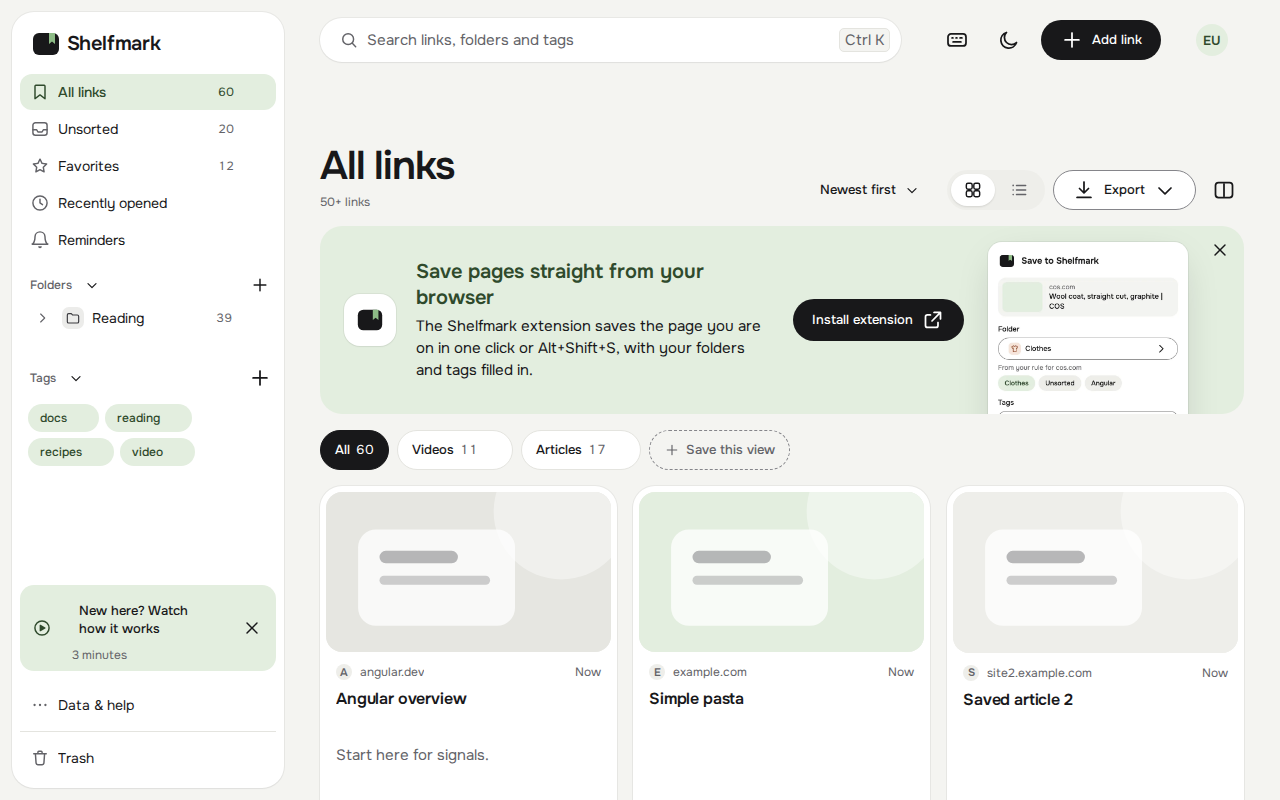 Shelfmark
Search links, folders and tags
Ctrl K
Add link
EU
All links 60
Unsorted 20
Favorites 12
Recently opened
Reminders
Folders
Reading 39
Tags
docs
reading
recipes
video
New here? Watch
how it works
3 minutes
Data & help
Trash
All links
50+ links
Newest first
Export
Save pages straight from your
browser
The Shelfmark extension saves the page you are
on in one click or Alt+Shift+S, with your folders
and tags filled in.
Install extension
Save to Shelfmark
cos.com
Wool coat, straight cut, graphite |
COS
Folder
Clothes
From your rule for cos.com
Clothes
Unsorted
Angular
Tags
All 60
Videos 11
Articles 17
Save this view
A angular.dev Now
Angular overview
Start here for signals.
E example.com Now
Simple pasta
S site2.example.com Now
Saved article 2